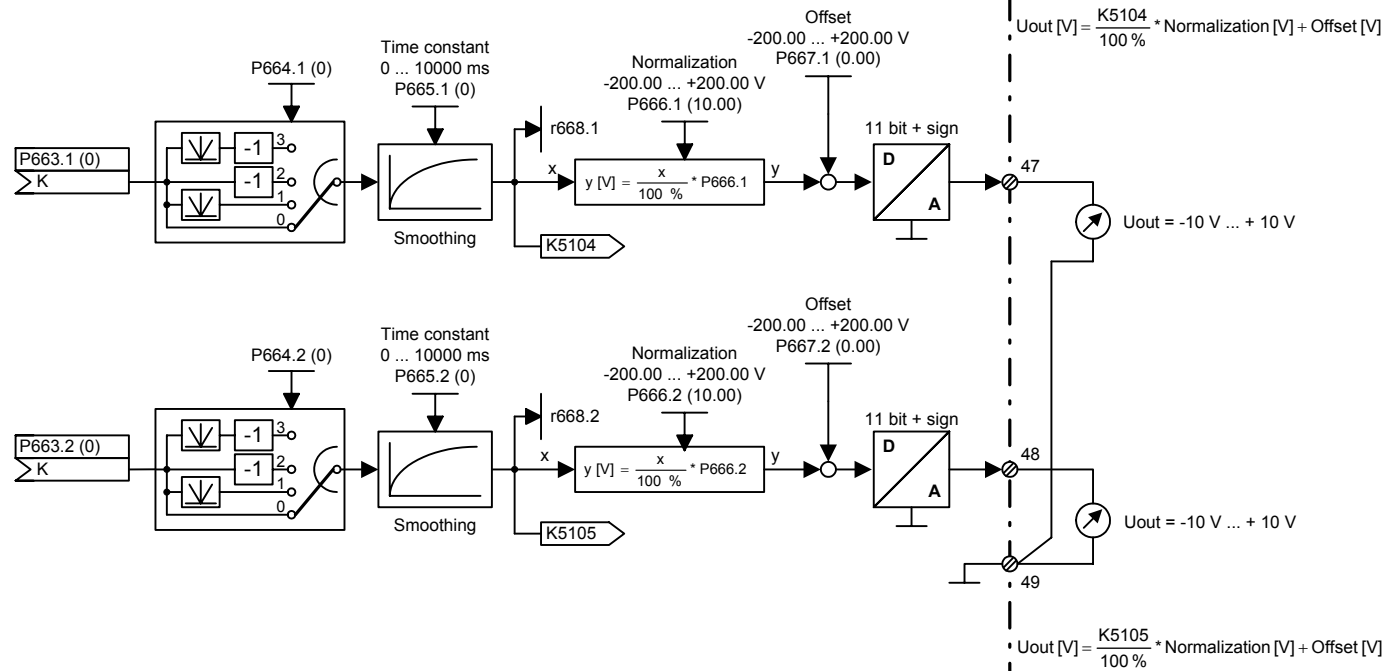 Uout [V] = K5104 / 100 % * Normalization [V] + Offset [V]
Offset
-200.00 ... +200.00 V
P667.1 (0.00)
Time constant
0 ... 10000 ms
P665.1 (0)
Normalization
-200.00 ... +200.00 V
P666.1 (10.00)
P664.1 (0)
P663.1 (0)
K
-1
3
-1
2
1
0
Smoothing
r668.1
K5104
x
y [V] = x / 100 % * P666.1
y
11 bit + sign
D
A
47
Uout = -10 V ... + 10 V
Offset
-200.00 ... +200.00 V
P667.2 (0.00)
Time constant
0 ... 10000 ms
P665.2 (0)
Normalization
-200.00 ... +200.00 V
P666.2 (10.00)
P664.2 (0)
P663.2 (0)
K
-1
3
-1
2
1
0
Smoothing
r668.2
K5105
x
y [V] = x / 100 % * P666.2
y
11 bit + sign
D
A
48
Uout = -10 V ... + 10 V
49
Uout [V] = K5105 / 100 % * Normalization [V] + Offset [V]